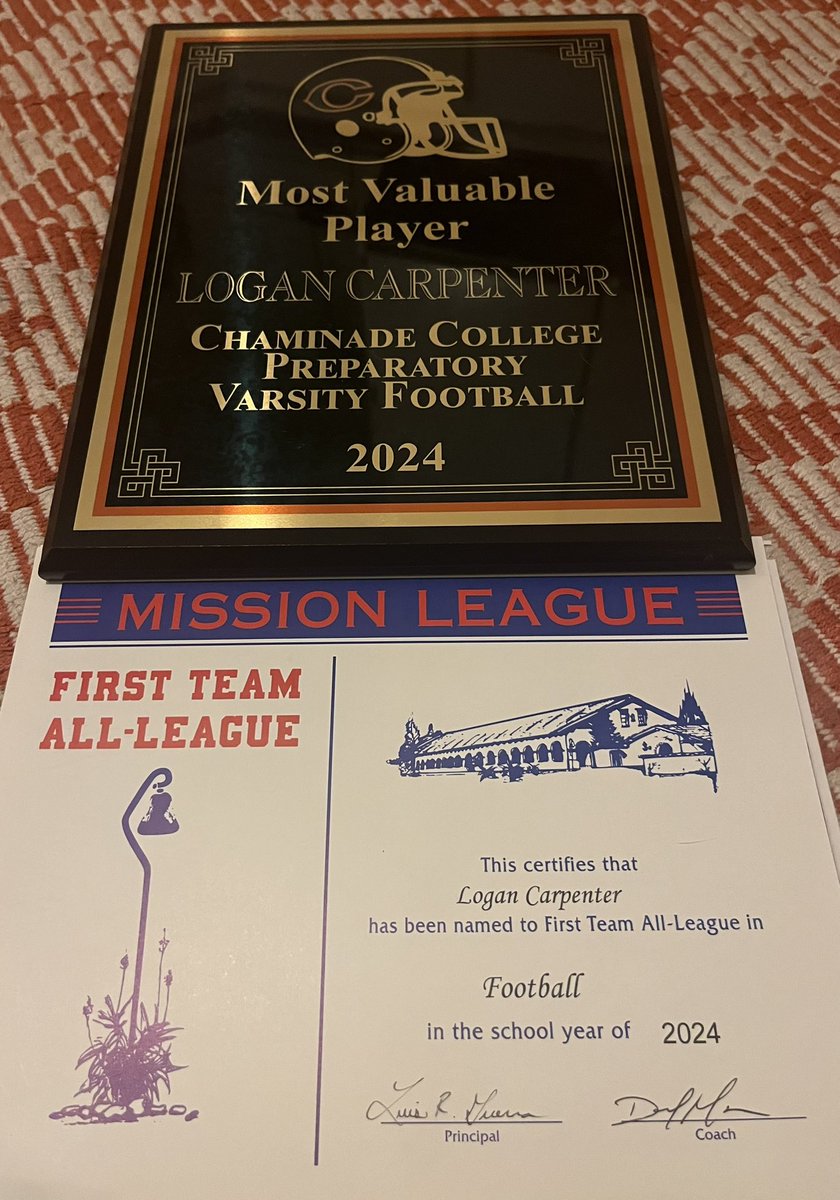 C
Most Valuable
Player
LOGAN CARPENTER
CHAMINADE COLLEGE
PREPARATORY
VARSITY FOOTBALL
2024
MISSION LEAGUE
FIRST TEAM
ALL-LEAGUE
This certifies that
Logan Carpenter
has been named to First Team All-League in
Football
in the school year of 2024
Luis R.
Principal
Coach